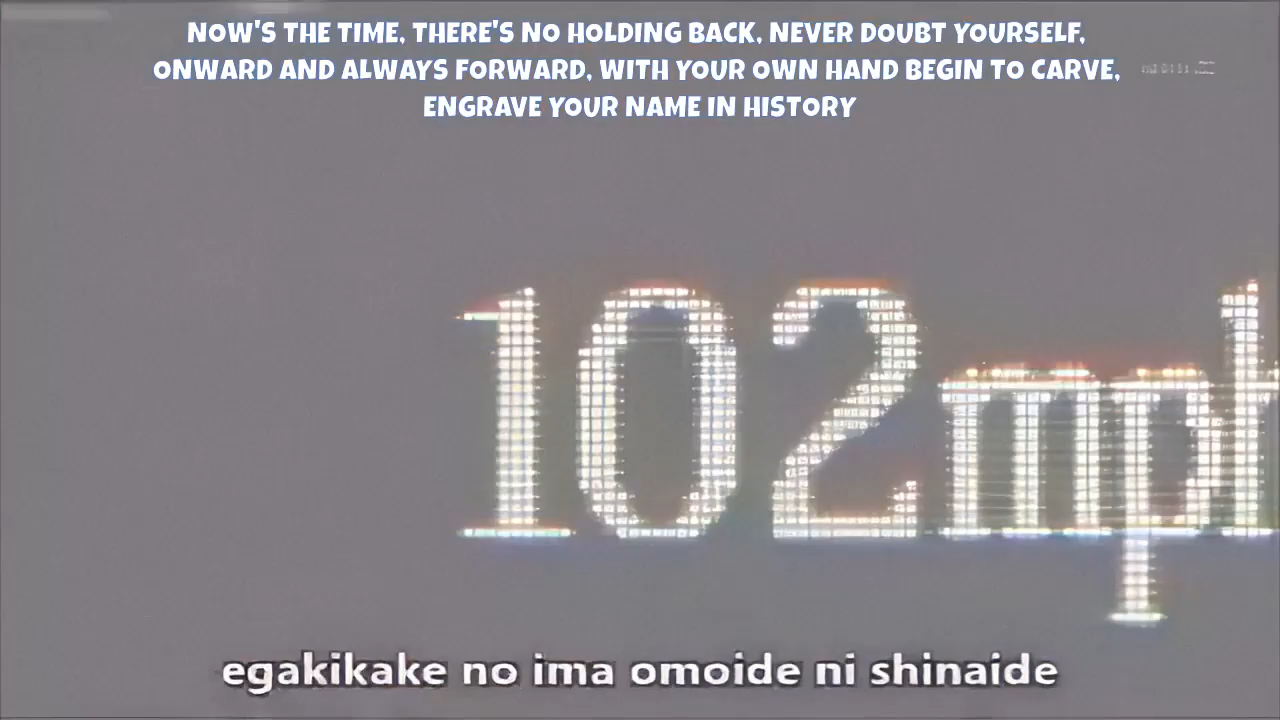 NOW'S THE TIME, THERE'S NO HOLDING BACK, NEVER DOUBT YOURSELF,
ONWARD AND ALWAYS FORWARD, WITH YOUR OWN HAND BEGIN TO CARVE,
ENGRAVE YOUR NAME IN HISTORY
102mph
egakikake no ima omoide ni shinaide